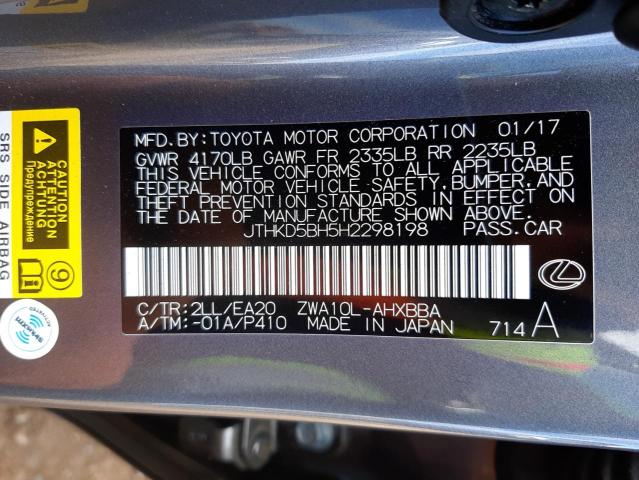 MFD.BY:TOYOTA MOTOR CORPORATION 01/17
GVWR 4170LB GAWR FR 2335LB RR 2235LB
THIS VEHICLE CONFORMS TO ALL APPLICABLE
FEDERAL MOTOR VEHICLE SAFETY,BUMPER,AND
THEFT PREVENTION STANDARDS IN EFFECT ON
THE DATE OF MANUFACTURE SHOWN ABOVE.
JTHKD5BH5H2298198 PASS.CAR
C/TR:2LL/EA20 ZWA10L-AHXBBA
A/TM:-01A/P410 MADE IN JAPAN 714 A
SRS SIDE AIRBAG
CAUTION
ATTENTION
ACHTUNG
Предупреждение
9